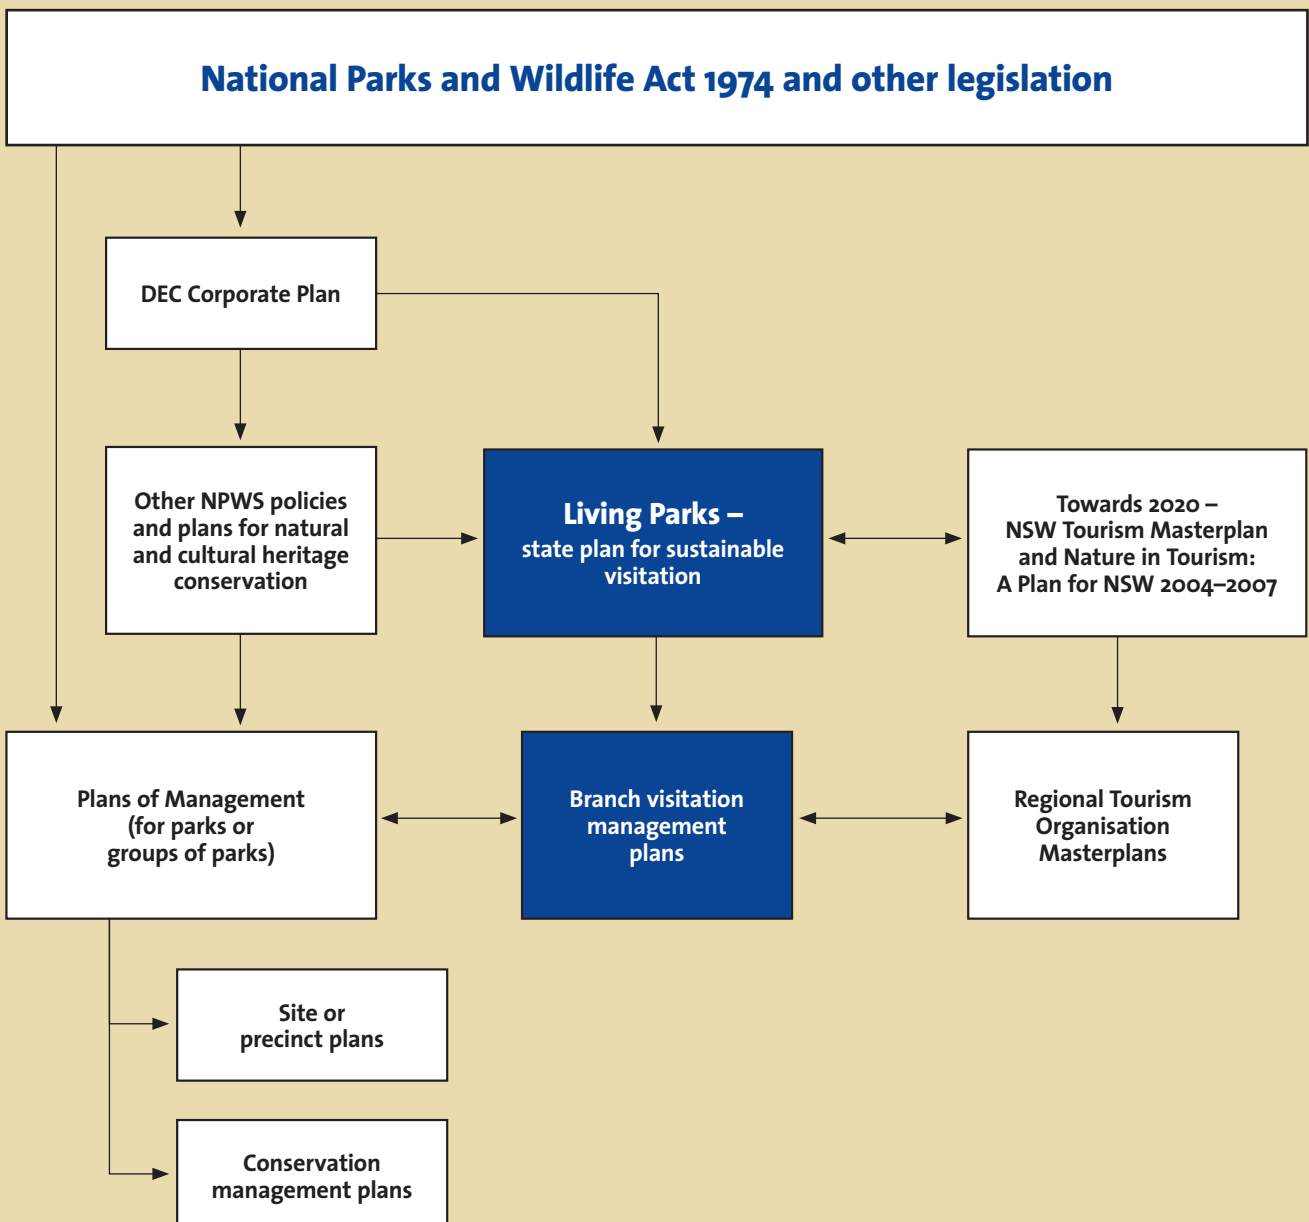 National Parks and Wildlife Act 1974 and other legislation
DEC Corporate Plan
Other NPWS policies
and plans for natural
and cultural heritage
conservation
Living Parks –
state plan for sustainable
visitation
Towards 2020 –
NSW Tourism Masterplan
and Nature in Tourism:
A Plan for NSW 2004–2007
Plans of Management
(for parks or
groups of parks)
Branch visitation
management
plans
Regional Tourism
Organisation
Masterplans
Site or
precinct plans
Conservation
management plans